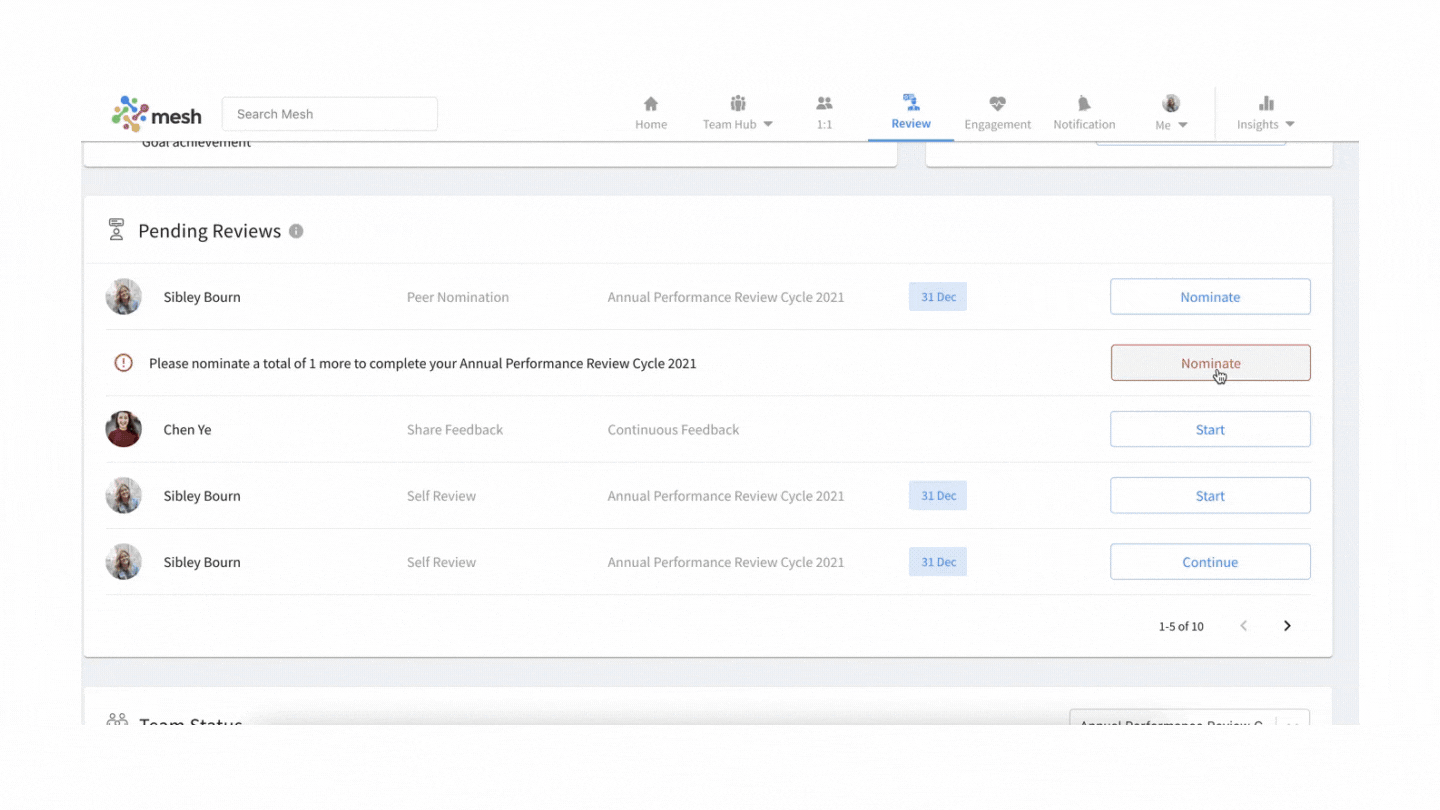 mesh
Search Mesh
Home
Team Hub
1:1
Review
Engagement
Notification
Me
Insights
Goal achievement
Pending Reviews
Sibley Bourn Peer Nomination Annual Performance Review Cycle 2021 31 Dec Nominate
Please nominate a total of 1 more to complete your Annual Performance Review Cycle 2021 Nominate
Chen Ye Share Feedback Continuous Feedback Start
Sibley Bourn Self Review Annual Performance Review Cycle 2021 31 Dec Start
Sibley Bourn Self Review Annual Performance Review Cycle 2021 31 Dec Continue
1-5 of 10
Team Status Annual Performance Review C